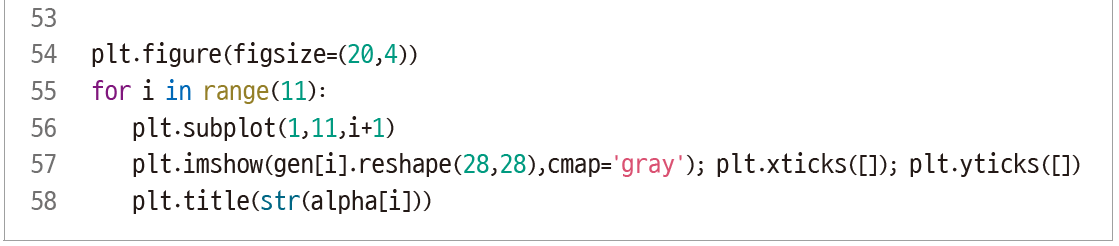 53
54 plt.figure(figsize=(20,4))
55 for i in range(11):
56 plt.subplot(1,11,i+1)
57 plt.imshow(gen[i].reshape(28,28),cmap='gray'); plt.xticks([]); plt.yticks([])
58 plt.title(str(alpha[i]))